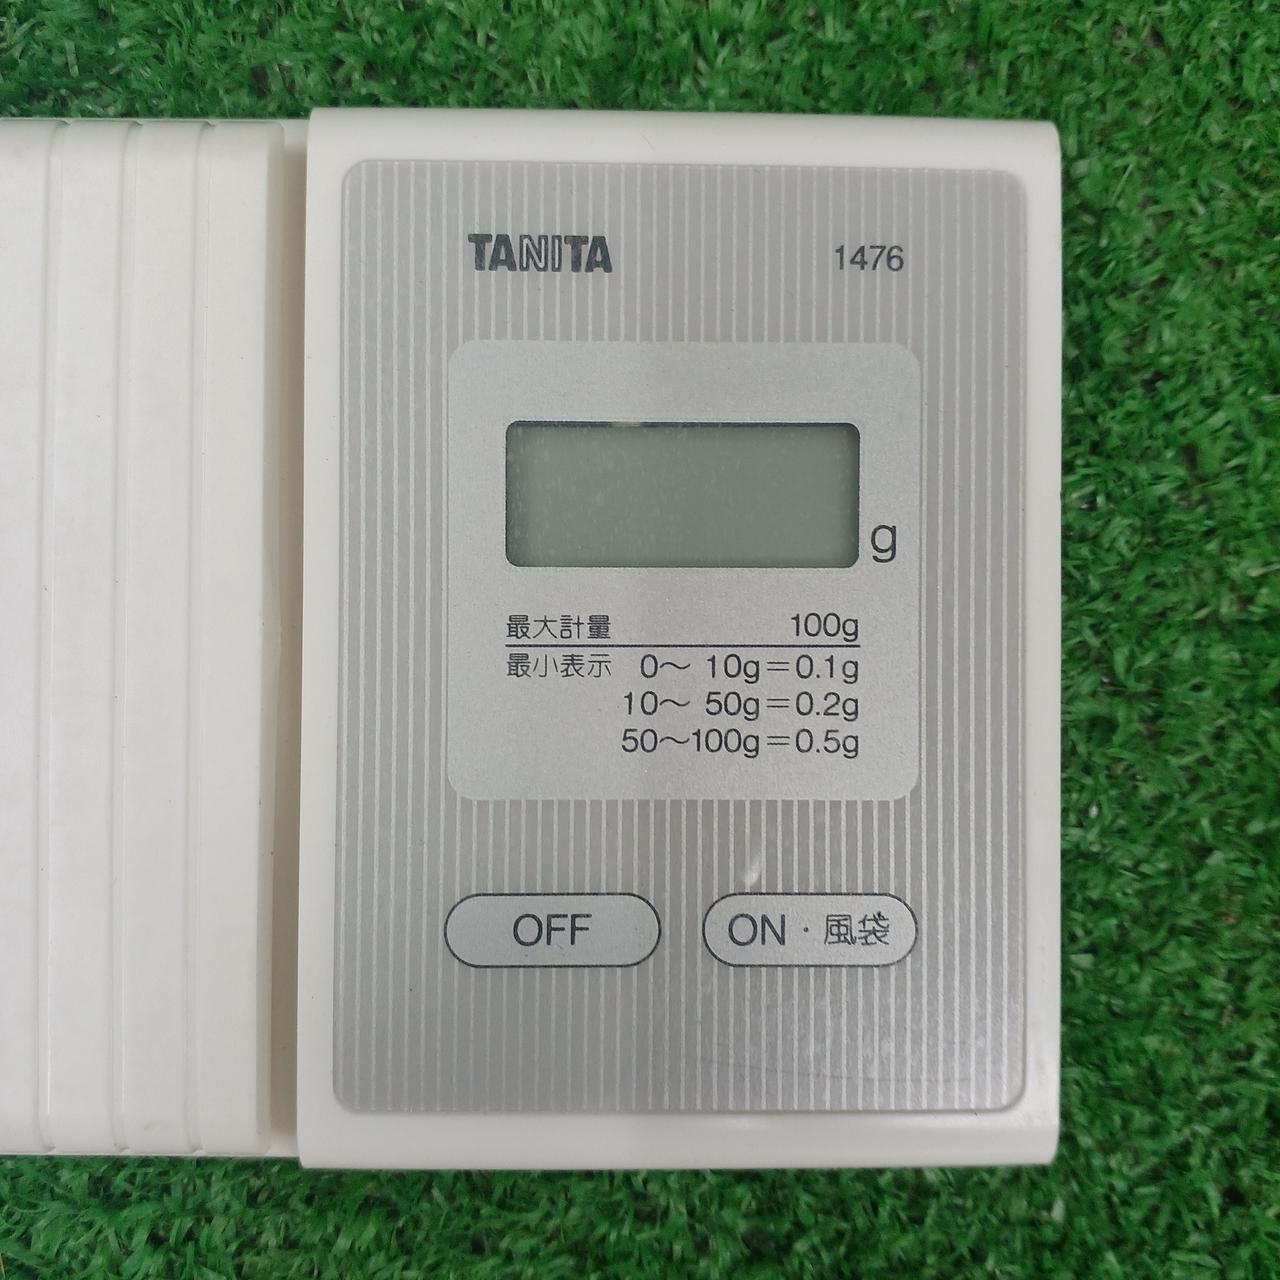 TANITA 1476
g
最大計量 100g
最小表示 0〜 10g=0.1g
10〜 50g=0.2g
50〜100g=0.5g
OFF ON・風袋